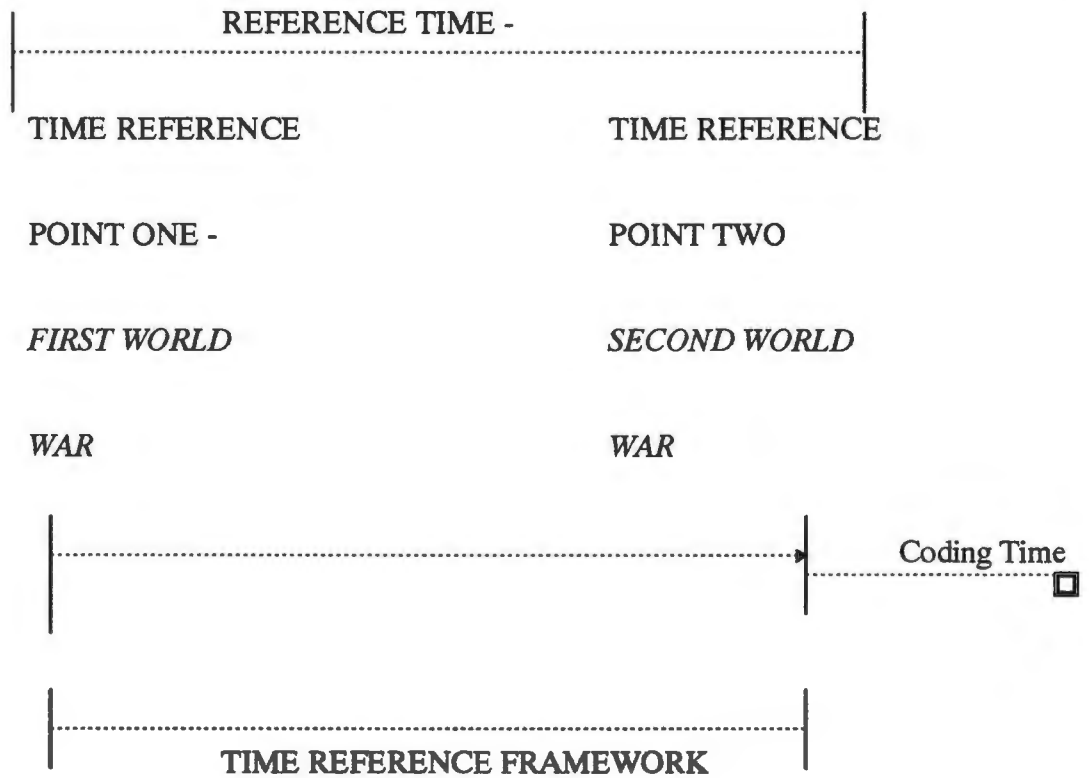 REFERENCE TIME -
TIME REFERENCE TIME REFERENCE
POINT ONE - POINT TWO
FIRST WORLD SECOND WORLD
WAR WAR
Coding Time
TIME REFERENCE FRAMEWORK